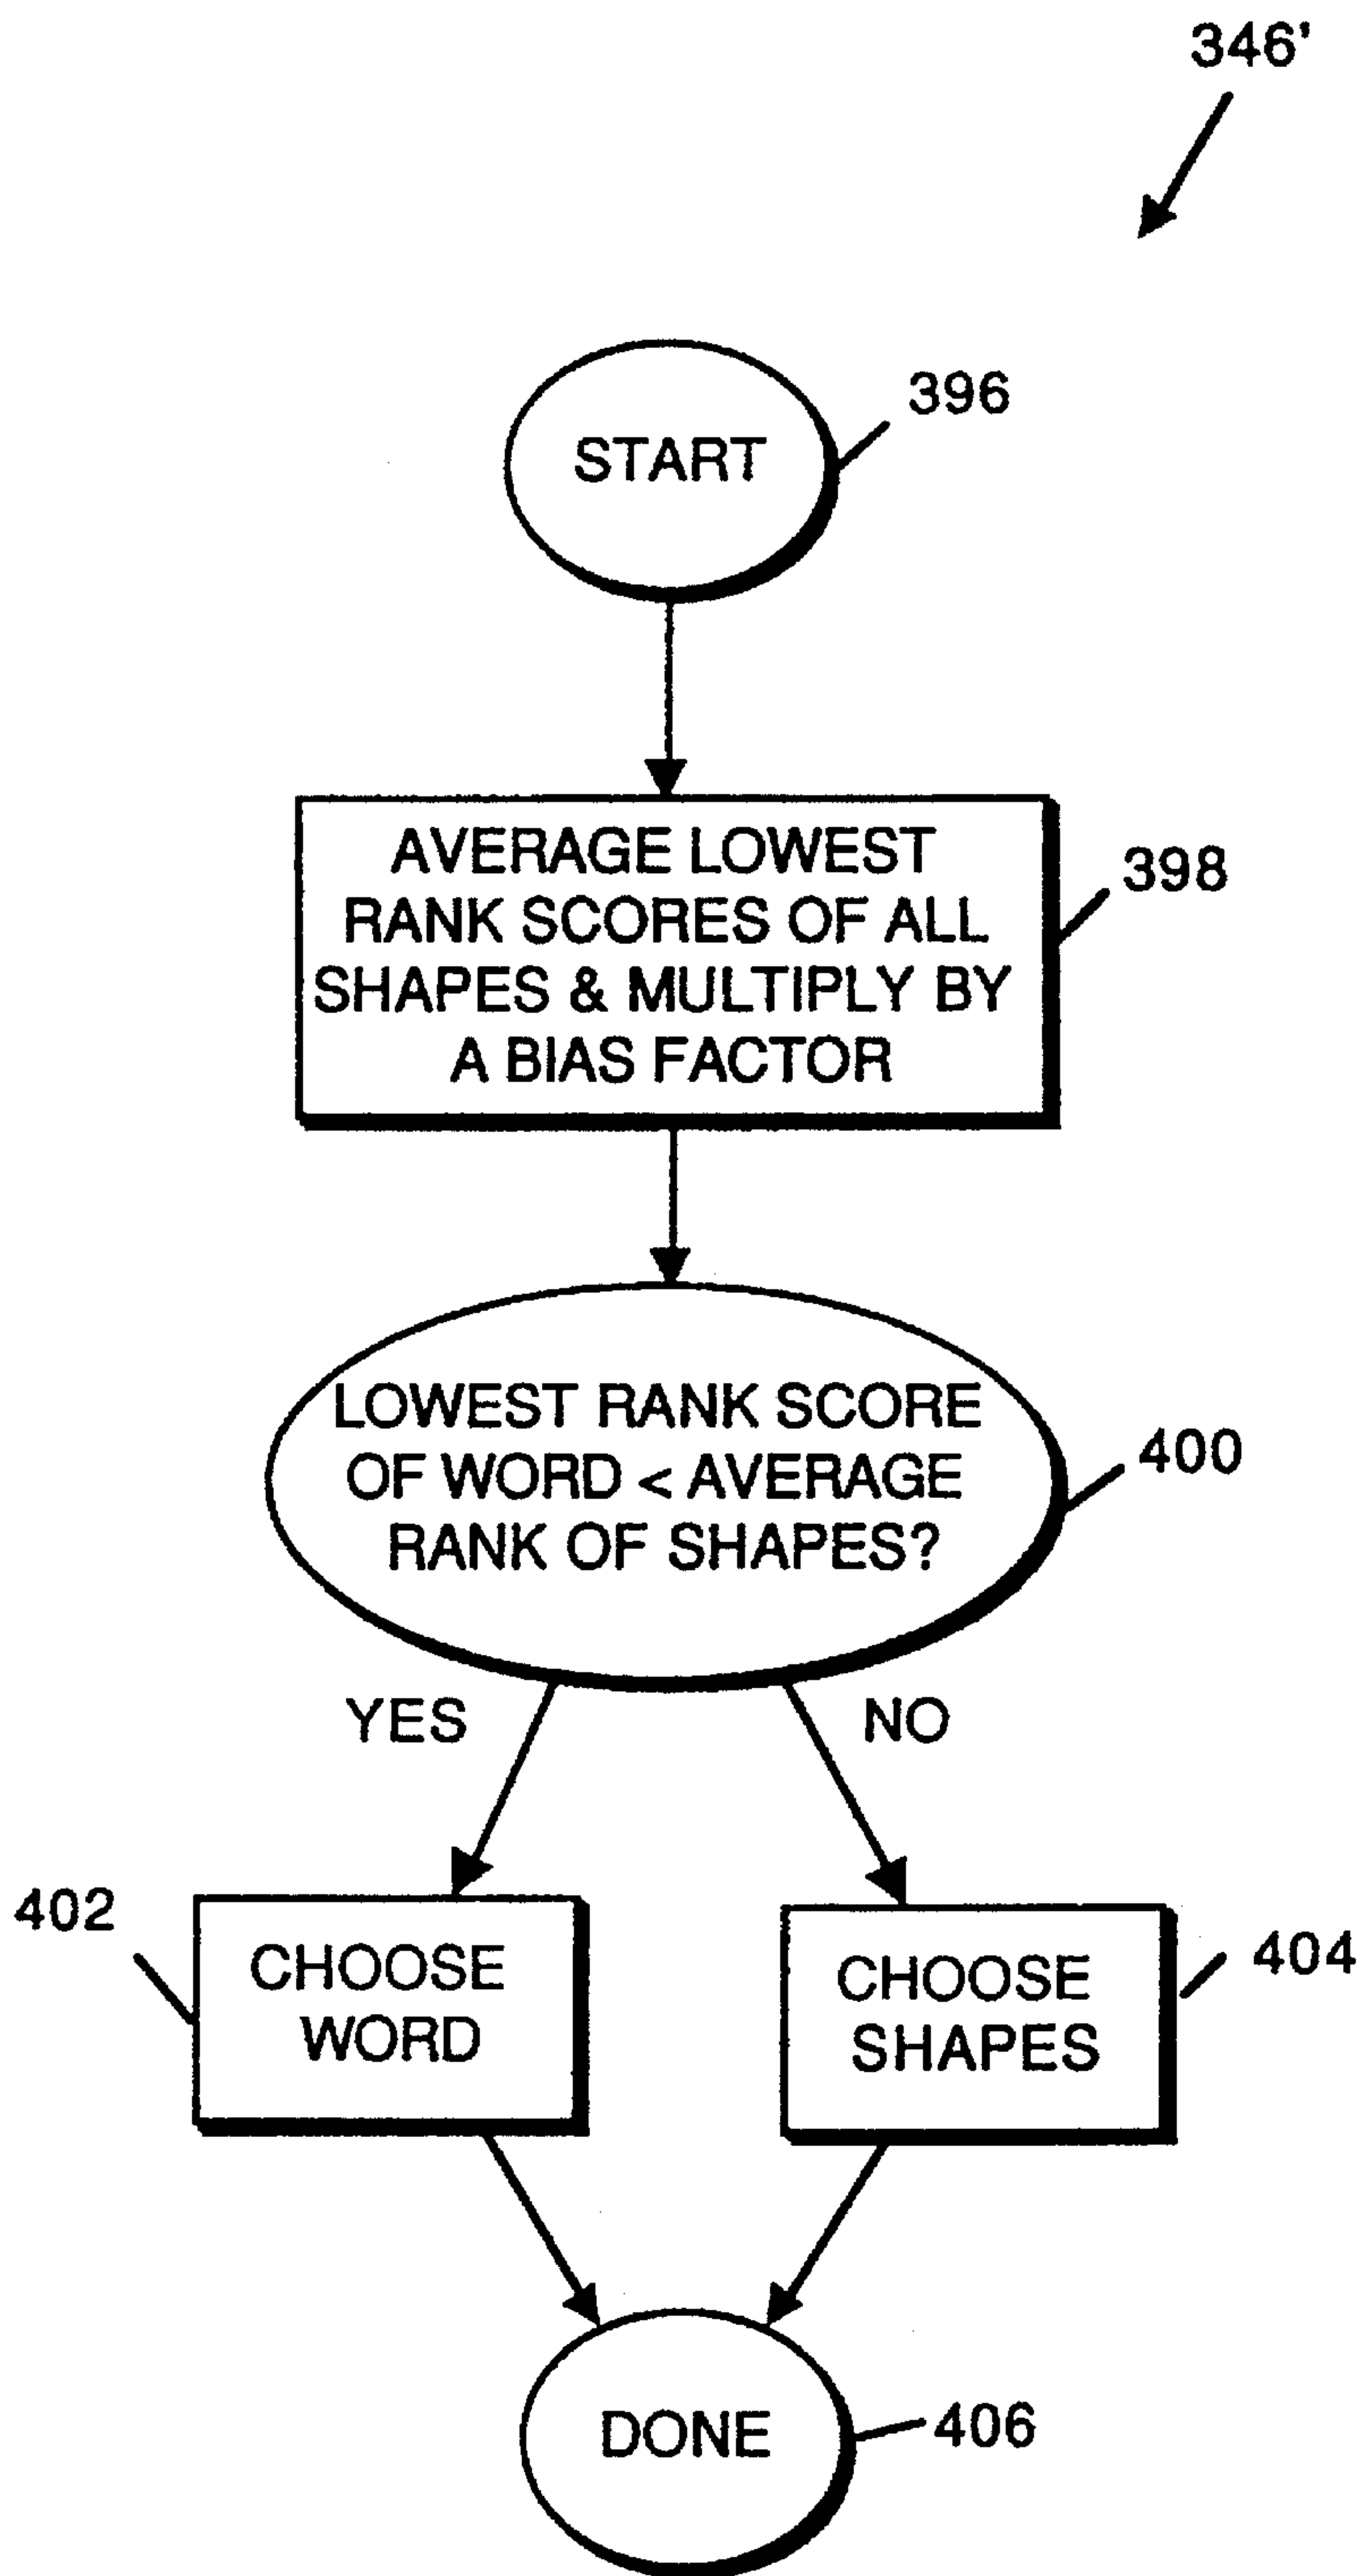 346'
START
396
AVERAGE LOWEST
RANK SCORES OF ALL
SHAPES & MULTIPLY BY
A BIAS FACTOR
398
LOWEST RANK SCORE
OF WORD < AVERAGE
RANK OF SHAPES?
400
YES
NO
402
CHOOSE
WORD
CHOOSE
SHAPES
404
DONE
406